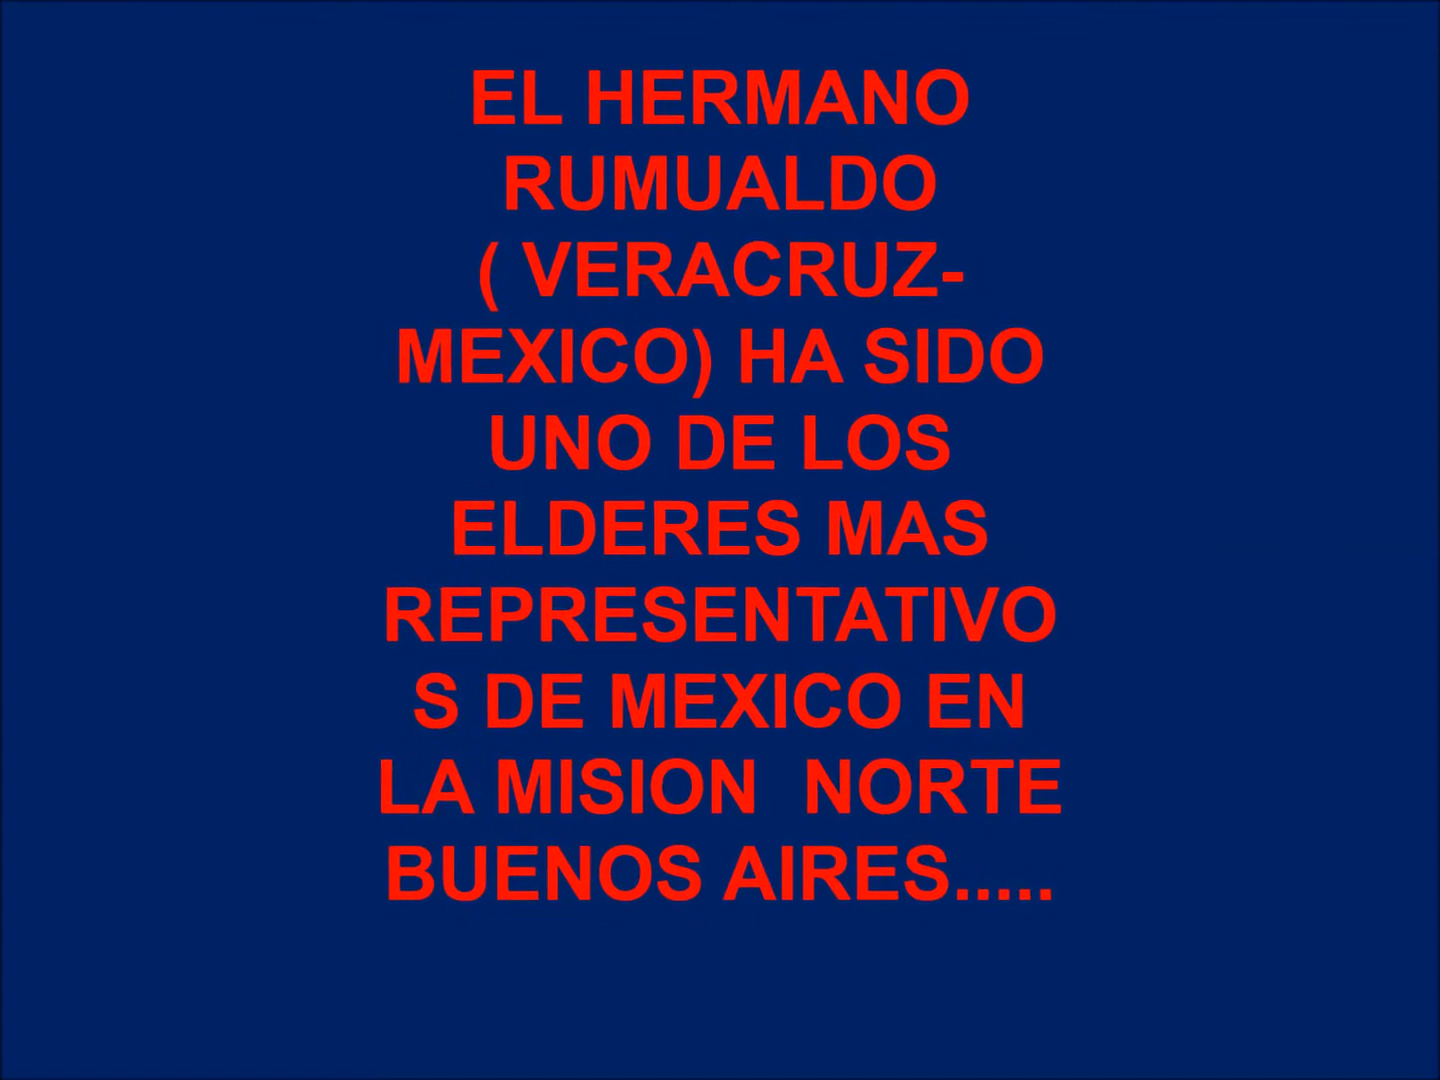 EL HERMANO
RUMUALDO
( VERACRUZ-
MEXICO) HA SIDO
UNO DE LOS
ELDERES MAS
REPRESENTATIVO
S DE MEXICO EN
LA MISION  NORTE
BUENOS AIRES.....